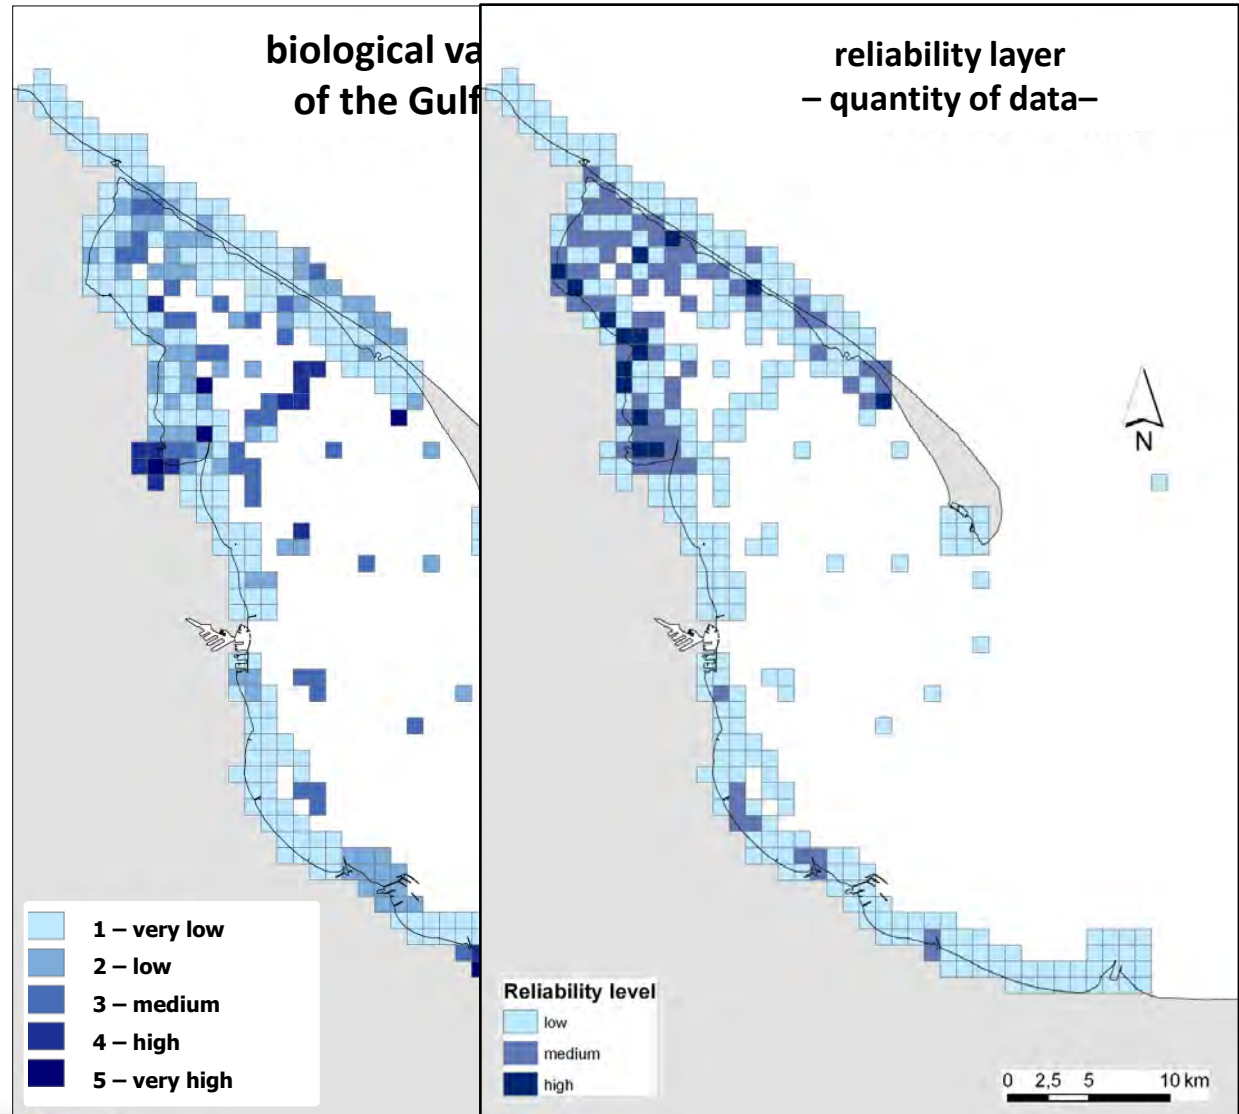 biological va
of the Gulf
1 – very low
2 – low
3 – medium
4 – high
5 – very high
reliability layer
– quantity of data–
N
Reliability level
low
medium
high
0 2,5 5 10 km